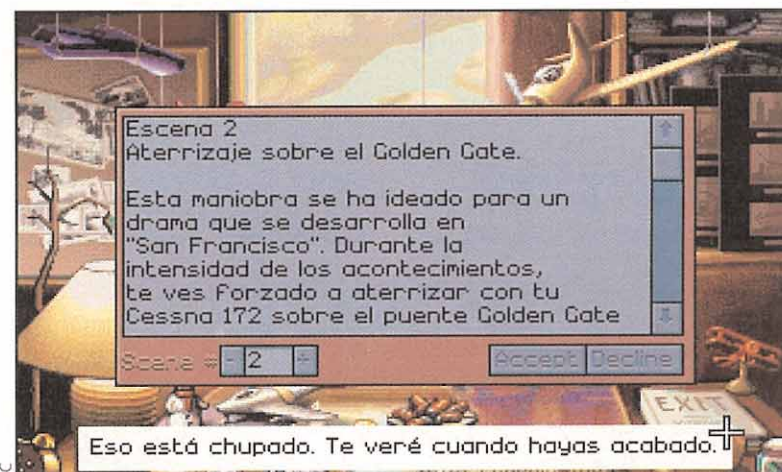 Escena 2
Aterrizaje sobre el Golden Gate.
Esta maniobra se ha ideado para un
drama que se desarrolla en
"San Francisco". Durante la
intensidad de los acontecimientos,
te ves forzado a aterrizar con tu
Cessna 172 sobre el puente Golden Gate
Scene # - 2 + Accept Decline
EXIT
Eso está chupado. Te veré cuando hayas acabado.